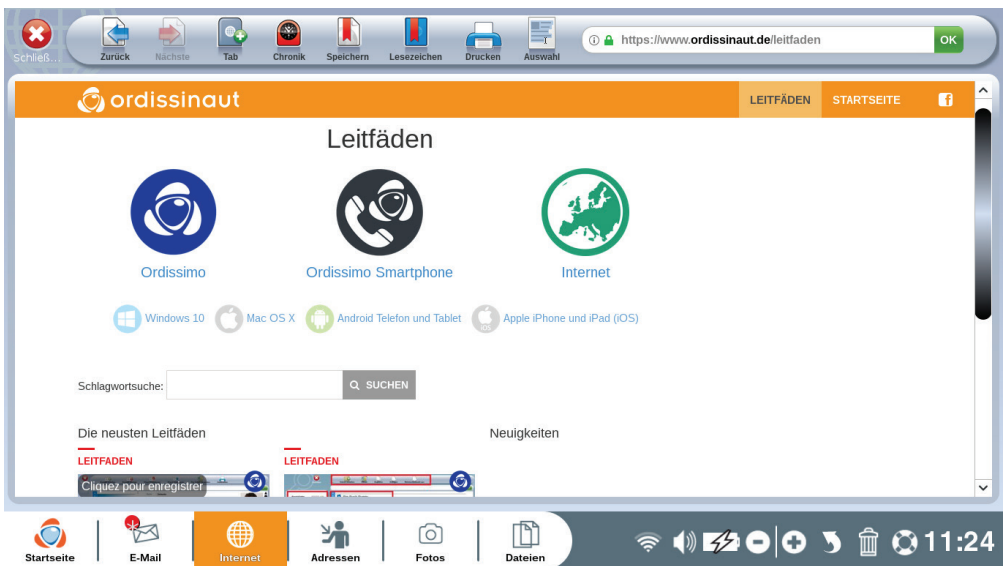 Schließ...
Zurück
Nächste
Tab
Chronik
Speichern
Lesezeichen
Drucken
Auswahl
https://www.ordissinaut.de/leitfaden
OK
ordissinaut
LEITFÄDEN
STARTSEITE
f
Leitfäden
Ordissimo
Ordissimo Smartphone
Internet
Windows 10
Mac OS X
Android Telefon und Tablet
iOS
Apple iPhone und iPad (iOS)
Schlagwortsuche:
SUCHEN
Die neusten Leitfäden
Neuigkeiten
LEITFADEN
LEITFADEN
Cliquez pour enregistrer
Startseite
E-Mail
Internet
Adressen
Fotos
Dateien
11:24